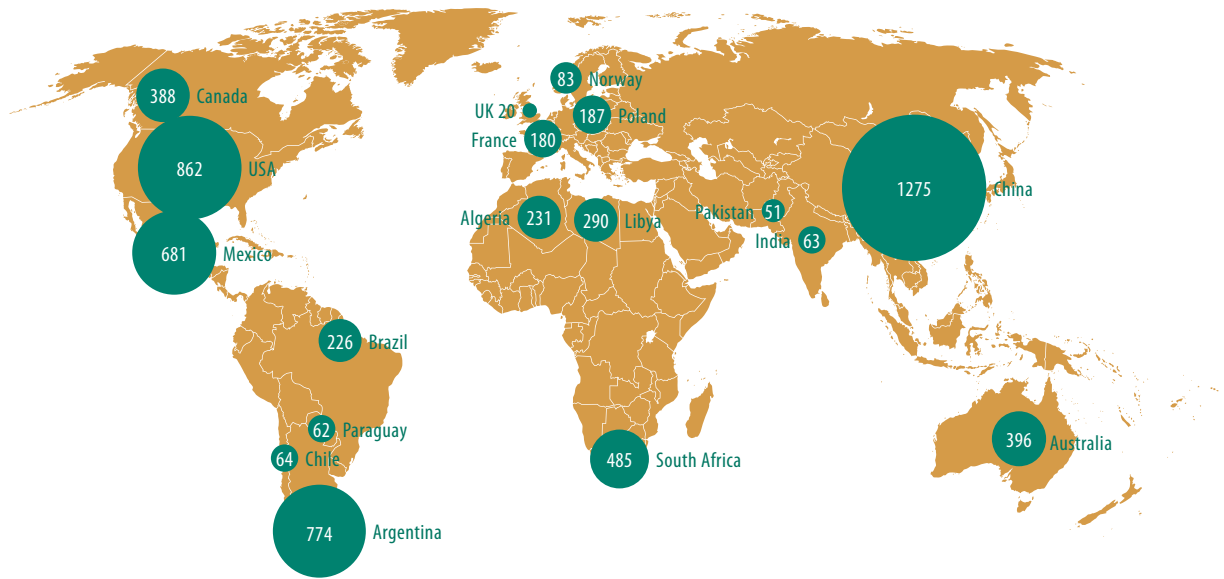 83 Norway
388 Canada
UK 20
187 Poland
France 180
862 USA
1275 China
Pakistan 51
Algeria 231
290 Libya
India 63
681 Mexico
226 Brazil
62 Paraguay
396 Australia
64 Chile
485 South Africa
774 Argentina